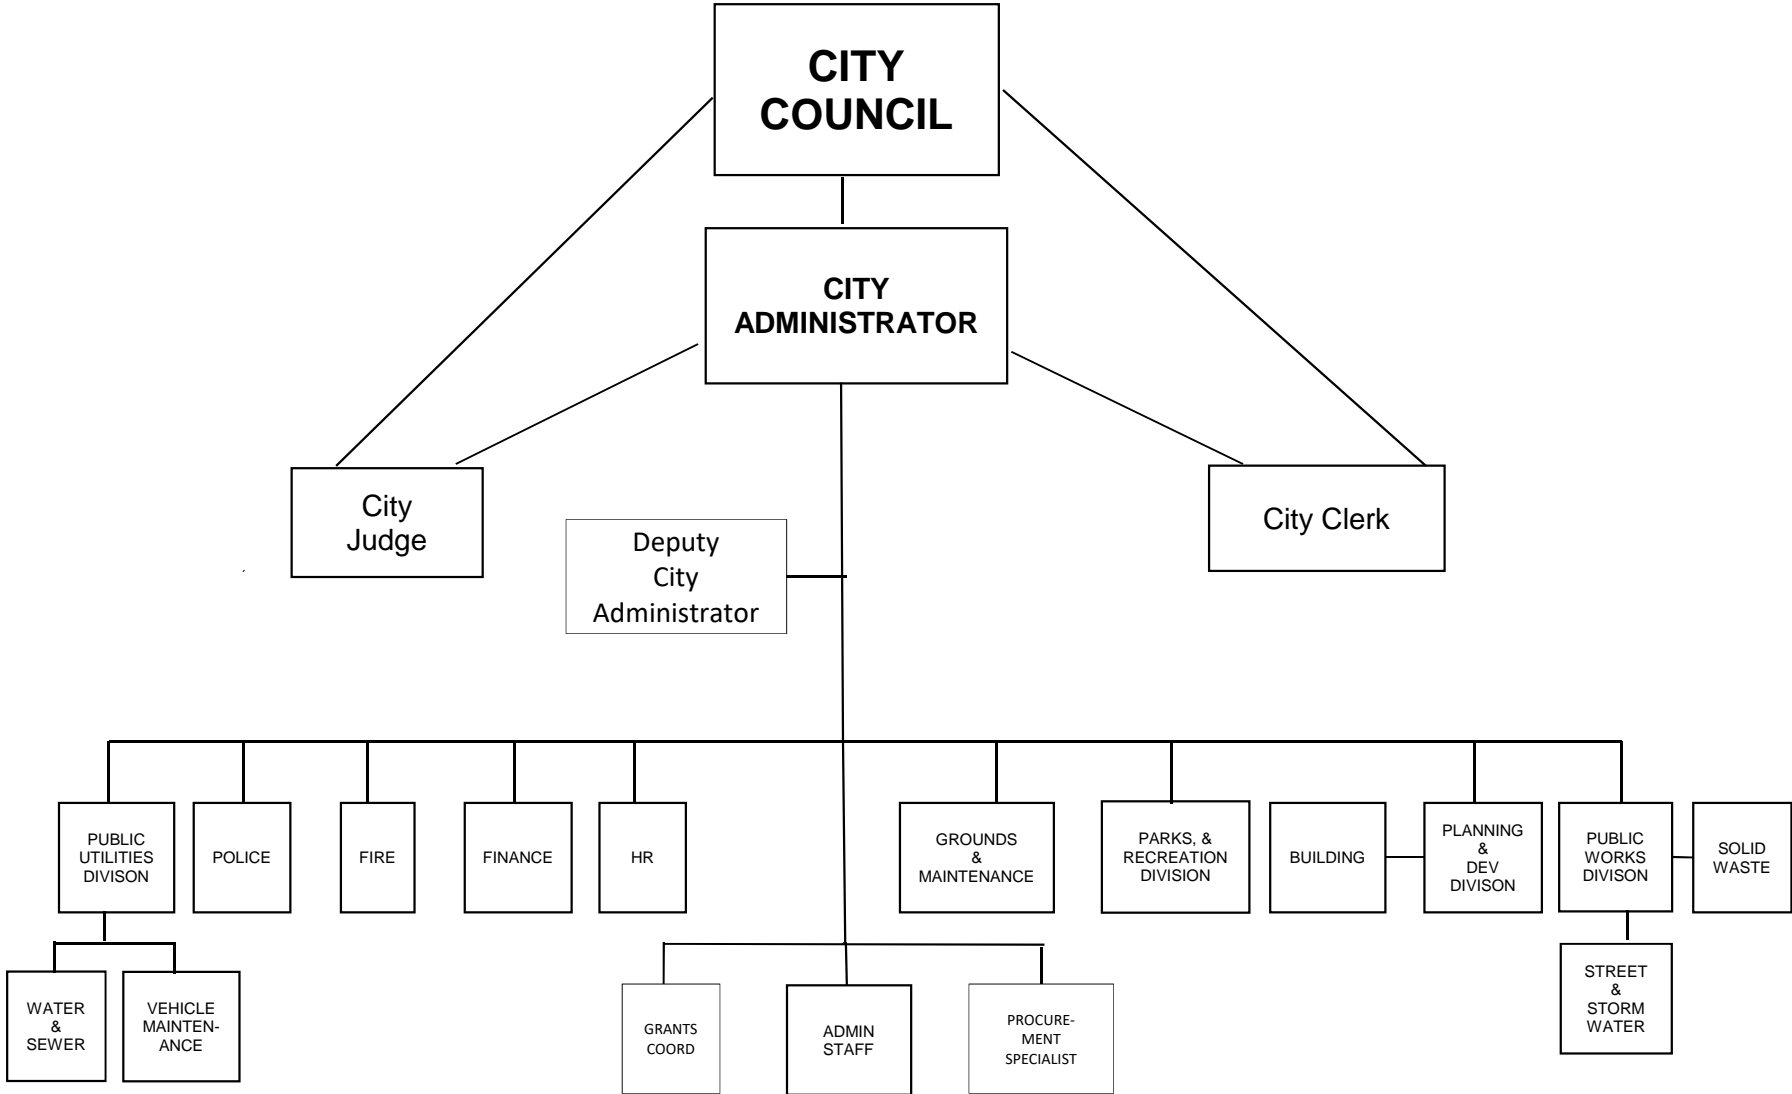 CITY
COUNCIL
CITY
ADMINISTRATOR
City
Judge
City Clerk
Deputy
City
Administrator
PUBLIC
UTILITIES
DIVISON
POLICE
FIRE
FINANCE
HR
GROUNDS
&
MAINTENANCE
PARKS, &
RECREATION
DIVISION
BUILDING
PLANNING
&
DEV
DIVISON
PUBLIC
WORKS
DIVISON
SOLID
WASTE
WATER
&
SEWER
VEHICLE
MAINTEN-
ANCE
GRANTS
COORD
ADMIN
STAFF
PROCURE-
MENT
SPECIALIST
STREET
&
STORM
WATER